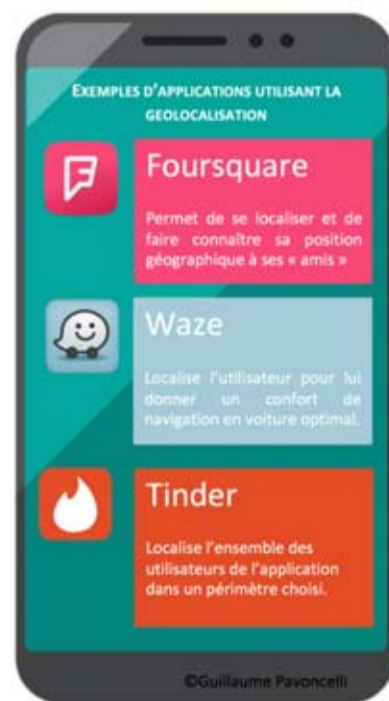 EXEMPLES D'APPLICATIONS UTILISANT LA
GEOLOCALISATION
Foursquare
Permet de se localiser et de
faire connaître sa position
géographique à ses « amis »
Waze
Localise l'utilisateur pour lui
donner un confort de
navigation en voiture optimal.
Tinder
Localise l'ensemble des
utilisateurs de l'application
dans un périmètre choisi.
©Guillaume Pavoncelli